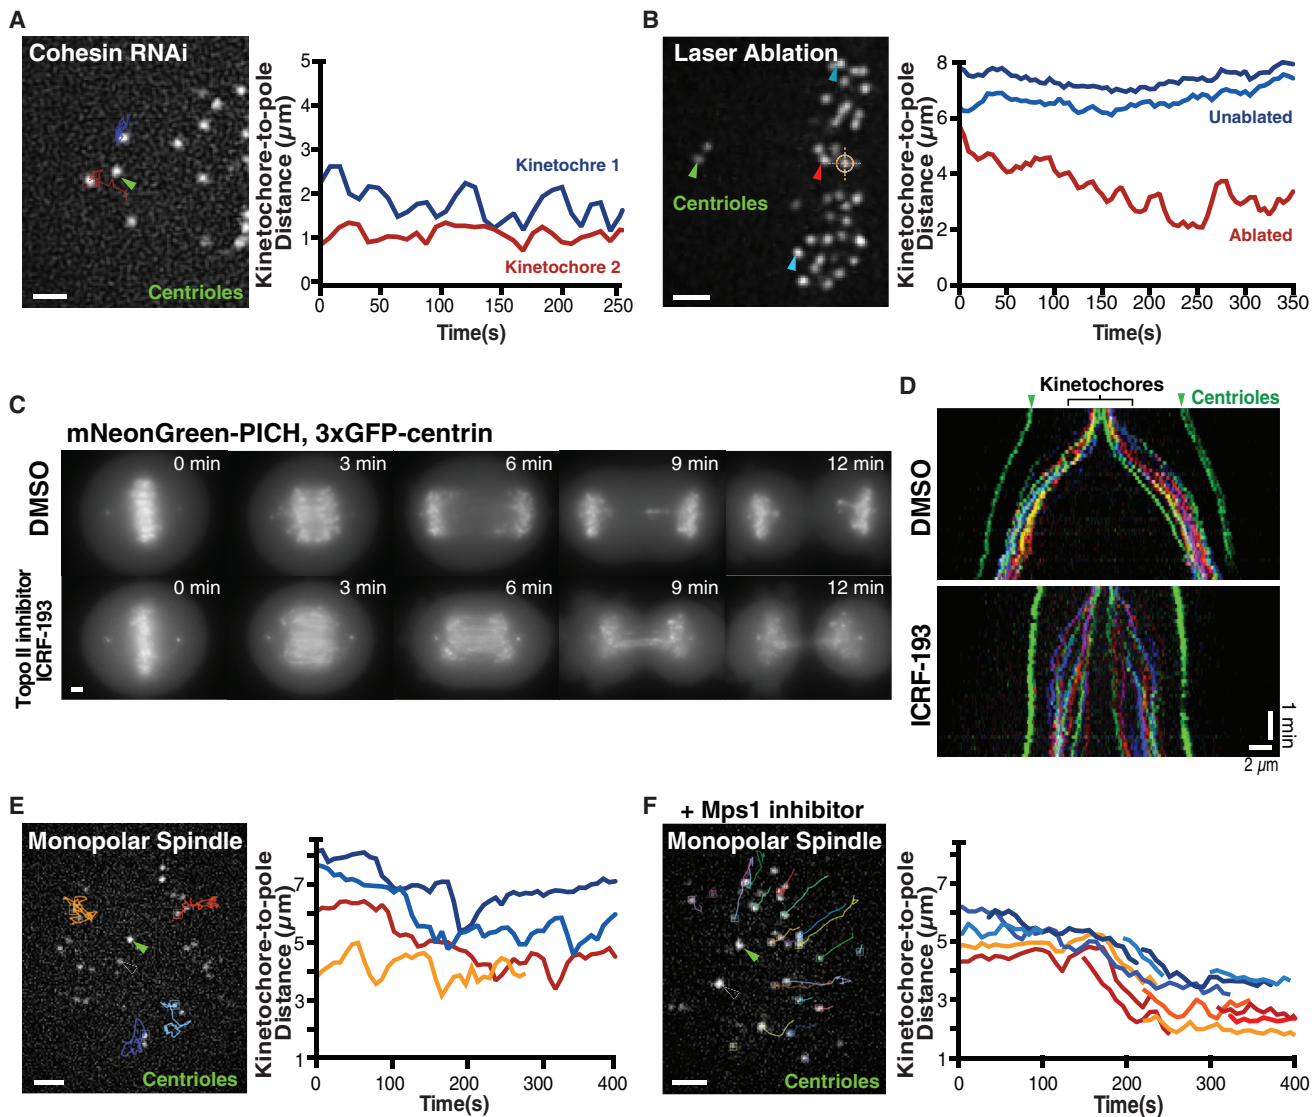 A
Cohesin RNAi
Centrioles
Kinetochore-to-pole
Distance (µm)
5
4
3
2
1
0
Kinetochre 1
Kinetochore 2
0 50 100 150 200 250
Time(s)
B
Laser Ablation
Centrioles
Kinetochore-to-pole
Distance (µm)
8
6
4
2
0
Unablated
Ablated
0 50 100 150 200 250 300 350
Time(s)
C
mNeonGreen-PICH, 3xGFP-centrin
DMSO
0 min 3 min 6 min 9 min 12 min
Topo II inhibitor
ICRF-193
0 min 3 min 6 min 9 min 12 min
D
Kinetochores
Centrioles
DMSO
ICRF-193
1 min
2 µm
E
Monopolar Spindle
Centrioles
Kinetochore-to-pole
Distance (µm)
7
5
3
1
0 100 200 300 400
Time(s)
F
+ Mps1 inhibitor
Monopolar Spindle
Centrioles
Kinetochore-to-pole
Distance (µm)
7
5
3
1
0 100 200 300 400
Time(s)